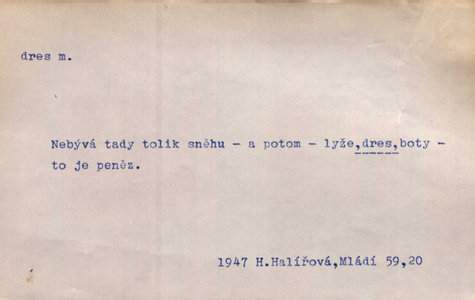 dres m.
Nebývá tady tolik sněhu - a potom - lyže,dres,boty -
to je peněz.
1947 H.Halířová,Mládí 59,20